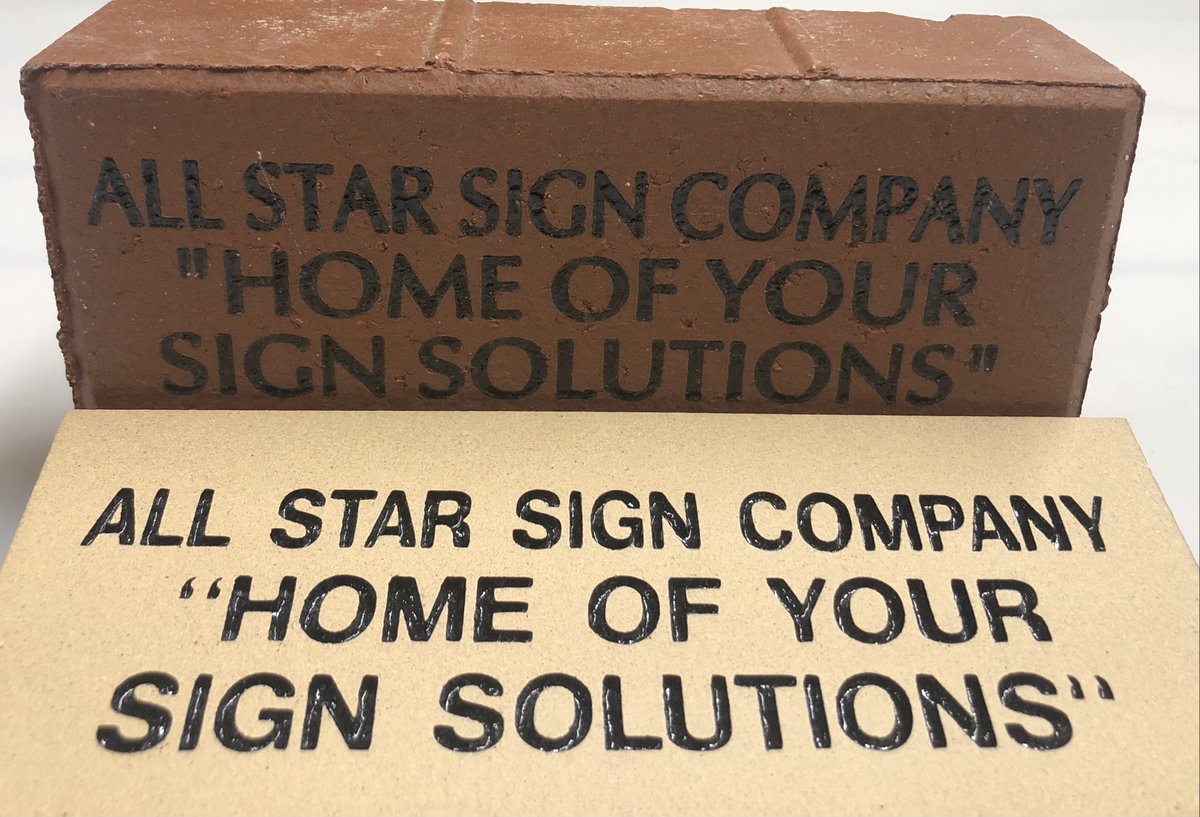 ALL STAR SIGN COMPANY
"HOME OF YOUR
SIGN SOLUTIONS"
ALL STAR SIGN COMPANY
“HOME OF YOUR
SIGN SOLUTIONS“